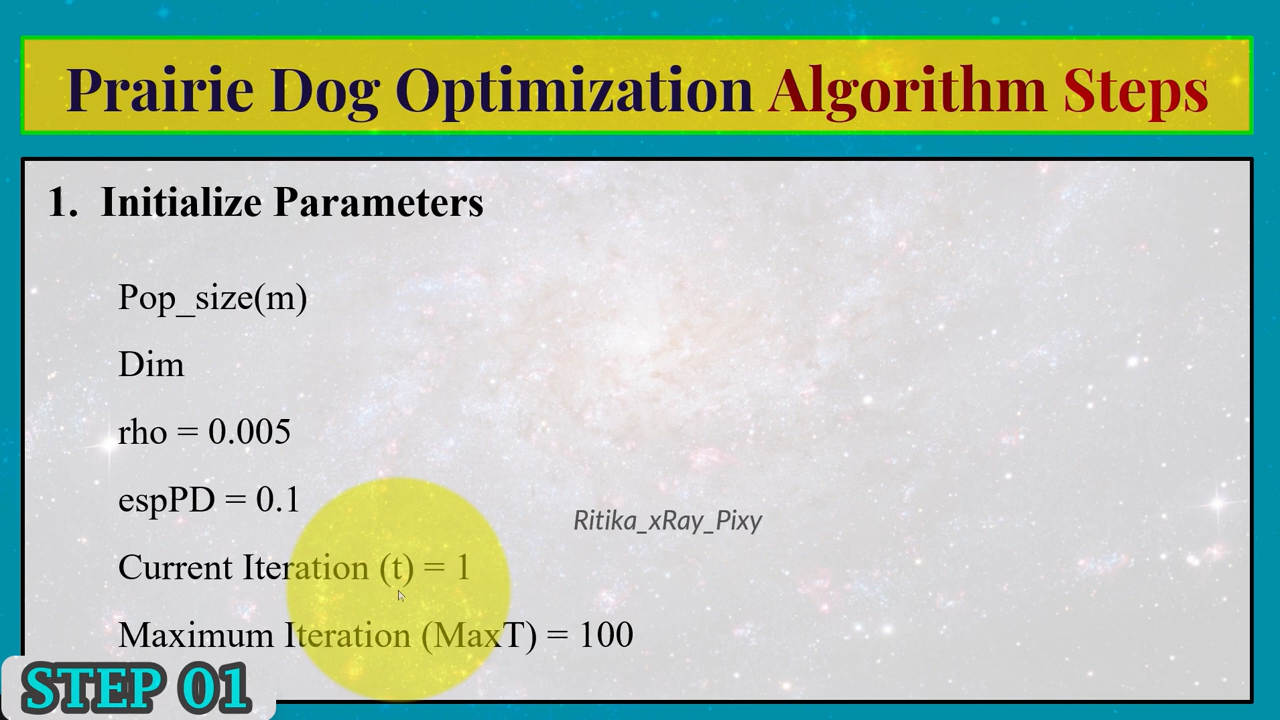 Prairie Dog Optimization Algorithm Steps
1. Initialize Parameters
Pop_size(m)
Dim
rho = 0.005
espPD = 0.1
Ritika_xRay_Pixy
Current Iteration (t) = 1
Maximum Iteration (MaxT) = 100
STEP 01